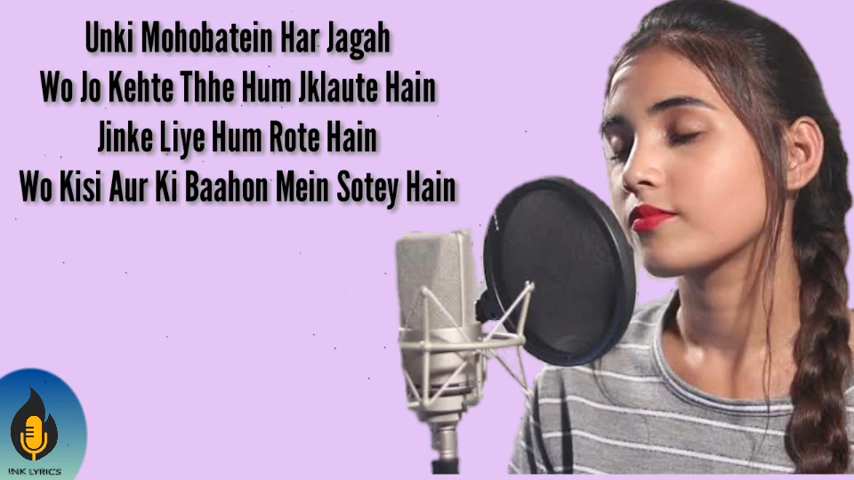 Unki Mohobatein Har Jagah
Wo Jo Kehte Thhe Hum Jklaute Hain
Jinke Liye Hum Rote Hain
Wo Kisi Aur Ki Baahon Mein Sotey Hain
INK LYRICS